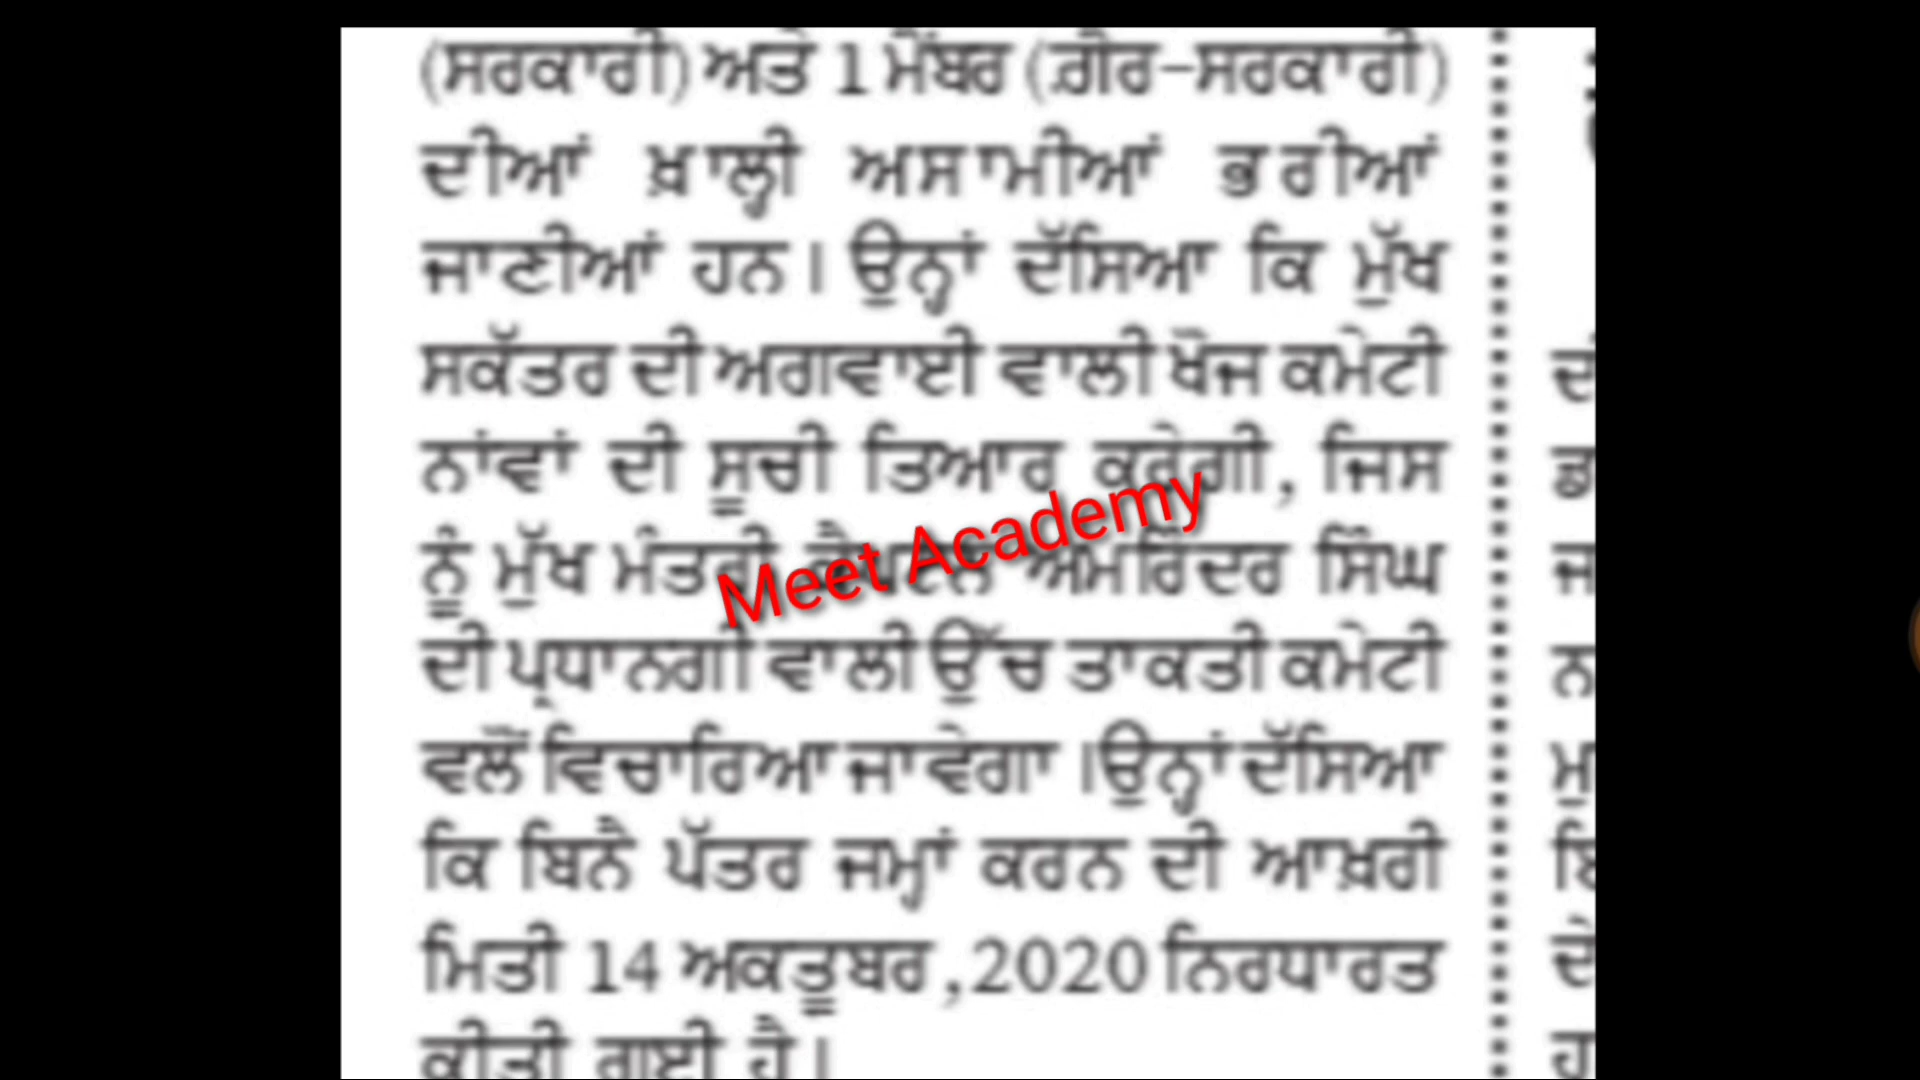 (ਸਰਕਾਰੀ) ਅਤੇ 1 ਮੈਂਬਰ (ਗ਼ੈਰ-ਸਰਕਾਰੀ)
ਦੀਆਂ ਖ਼ਾਲ੍ਹੀ ਅਸਾਮੀਆਂ ਭਰੀਆਂ
ਜਾਣੀਆਂ ਹਨ। ਉਨ੍ਹਾਂ ਦੱਸਿਆ ਕਿ ਮੁੱਖ
ਸਕੱਤਰ ਦੀ ਅਗਵਾਈ ਵਾਲੀ ਖੋਜ ਕਮੇਟੀ
ਨਾਂਵਾਂ ਦੀ ਸੂਚੀ ਤਿਆਰ ਕਰੇਗੀ, ਜਿਸ
ਨੂੰ ਮੁੱਖ ਮੰਤਰੀ ਕੈਪਟਨ ਅਮਰਿੰਦਰ ਸਿੰਘ
Meet Academy
ਦੀ ਪ੍ਰਧਾਨਗੀ ਵਾਲੀ ਉੱਚ ਤਾਕਤੀ ਕਮੇਟੀ
ਵਲੋਂ ਵਿਚਾਰਿਆ ਜਾਵੇਗਾ ।ਉਨ੍ਹਾਂ ਦੱਸਿਆ
ਕਿ ਬਿਨੈ ਪੱਤਰ ਜਮ੍ਹਾਂ ਕਰਨ ਦੀ ਆਖ਼ਰੀ
ਮਿਤੀ 14 ਅਕਤੂਬਰ ,2020 ਨਿਰਧਾਰਤ
ਕੀਤੀ ਗਈ ਹੈ।